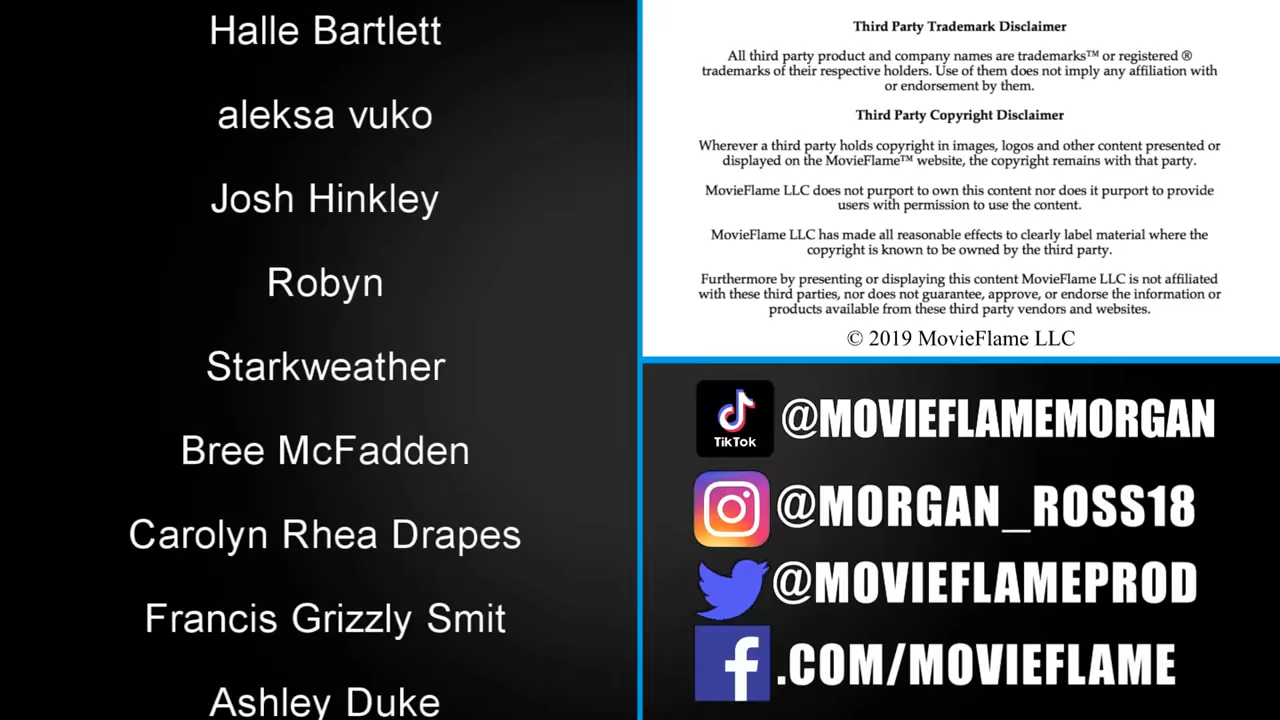 Halle Bartlett
aleksa vuko
Josh Hinkley
Robyn
Starkweather
Bree McFadden
Carolyn Rhea Drapes
Francis Grizzly Smit
Ashley Duke
Third Party Trademark Disclaimer
All third party product and company names are trademarks™ or registered ®
trademarks of their respective holders. Use of them does not imply any affiliation with
or endorsement by them.
Third Party Copyright Disclaimer
Wherever a third party holds copyright in images, logos and other content presented or
displayed on the MovieFlame™ website, the copyright remains with that party.
MovieFlame LLC does not purport to own this content nor does it purport to provide
users with permission to use the content.
MovieFlame LLC has made all reasonable effects to clearly label material where the
copyright is known to be owned by the third party.
Furthermore by presenting or displaying this content MovieFlame LLC is not affiliated
with these third parties, nor does not guarantee, approve, or endorse the information or
products available from these third party vendors and websites.
© 2019 MovieFlame LLC
TikTok @MOVIEFLAMEMORGAN
@MORGAN_ROSS18
@MOVIEFLAMEPROD
f .COM/MOVIEFLAME